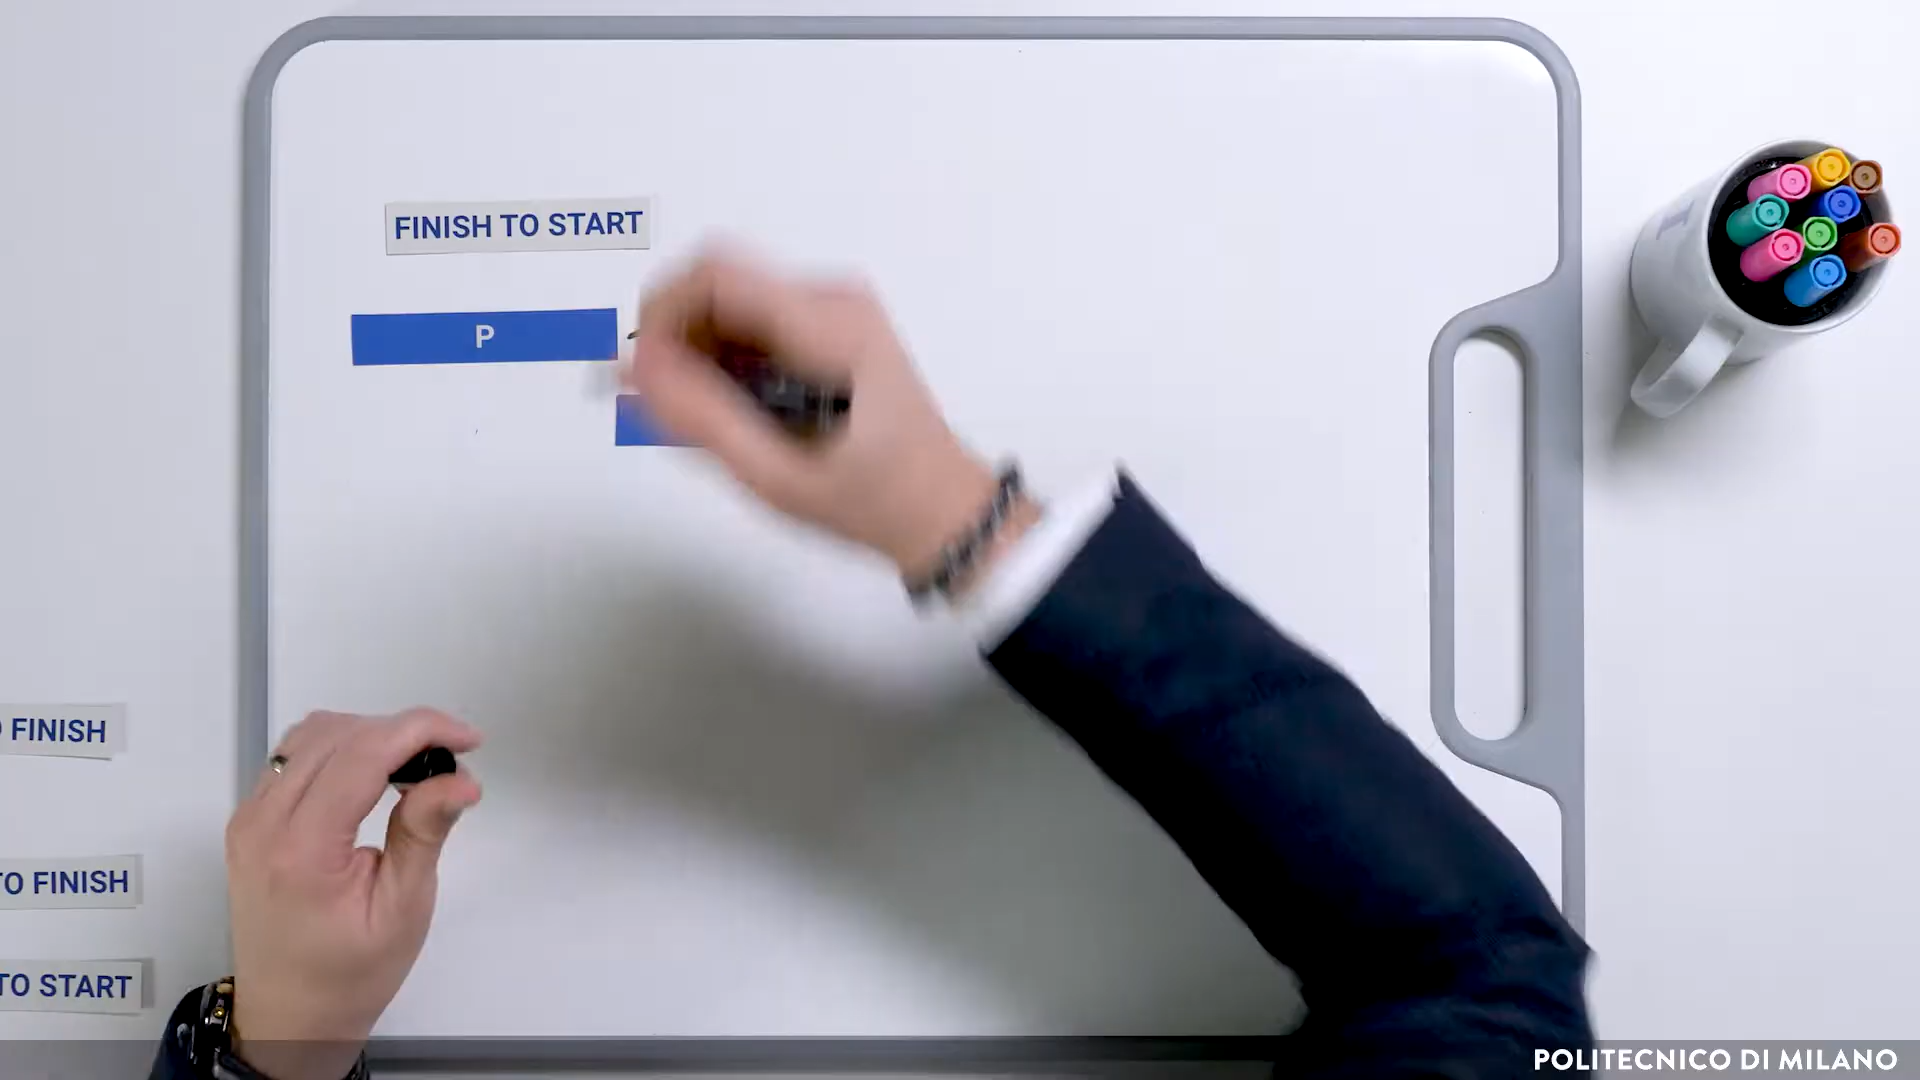 FINISH TO START
P
FINISH
TO FINISH
TO START
POLITECNICO DI MILANO